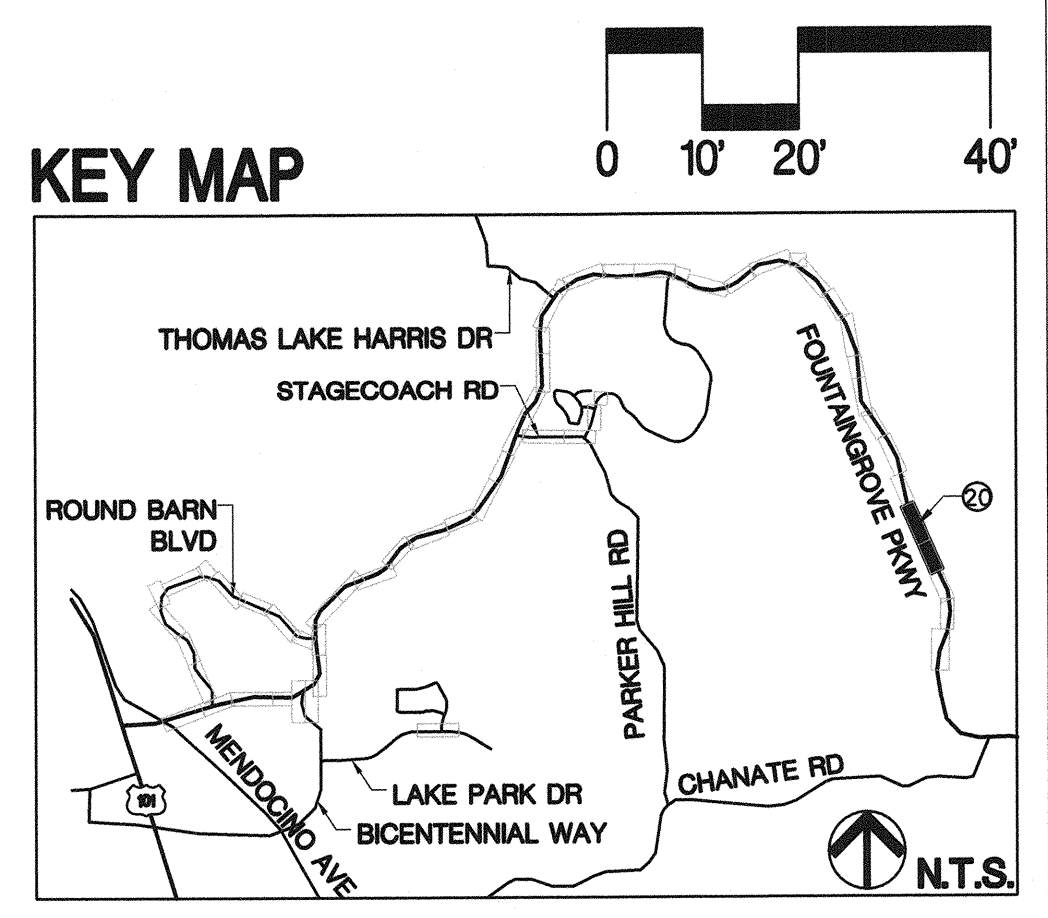 0 10' 20' 40'
KEY MAP
THOMAS LAKE HARRIS DR
STAGECOACH RD
FOUNTAINGROVE PKWY
20
ROUND BARN
BLVD
PARKER HILL RD
MENDOCINO AVE
101
LAKE PARK DR
BICENTENNIAL WAY
CHANATE RD
N.T.S.